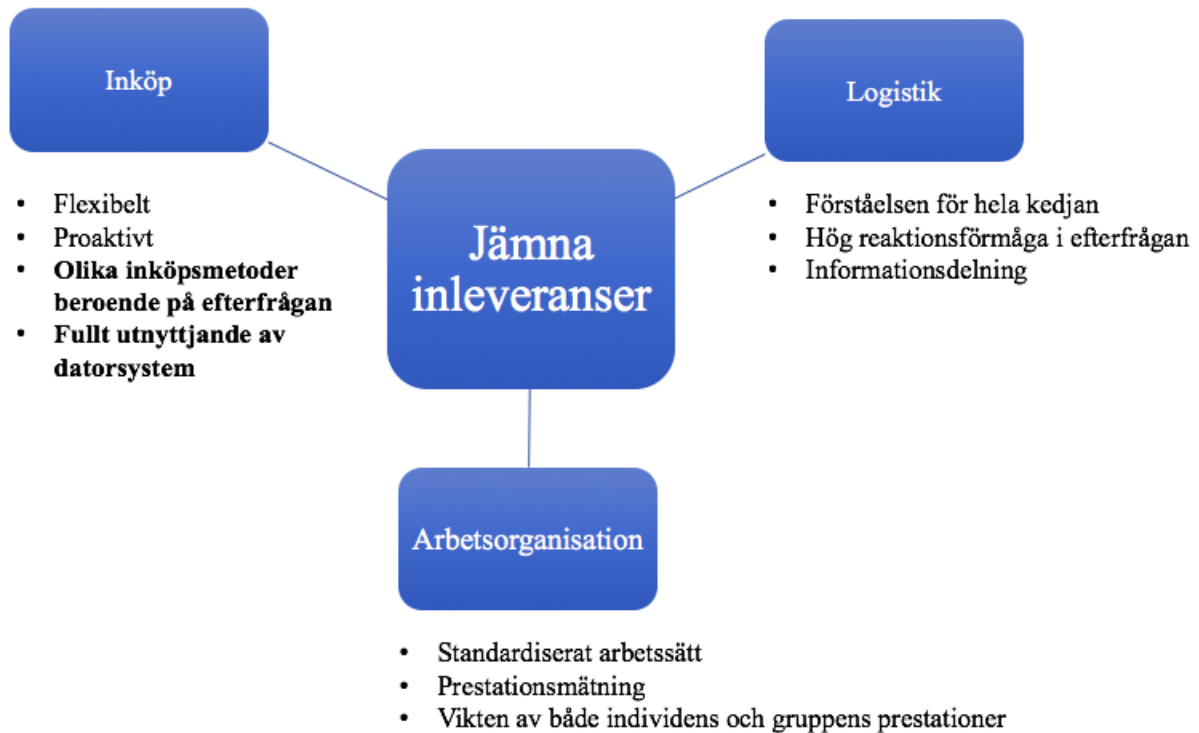 Inköp
• Flexibelt
• Proaktivt
• Olika inköpsmetoder
beroende på efterfrågan
• Fullt utnyttjande av
datorsystem
Jämna
inleveranser
Logistik
• Förståelsen för hela kedjan
• Hög reaktionsförmåga i efterfrågan
• Informationsdelning
Arbetsorganisation
• Standardiserat arbetssätt
• Prestationsmätning
• Vikten av både individens och gruppens prestationer